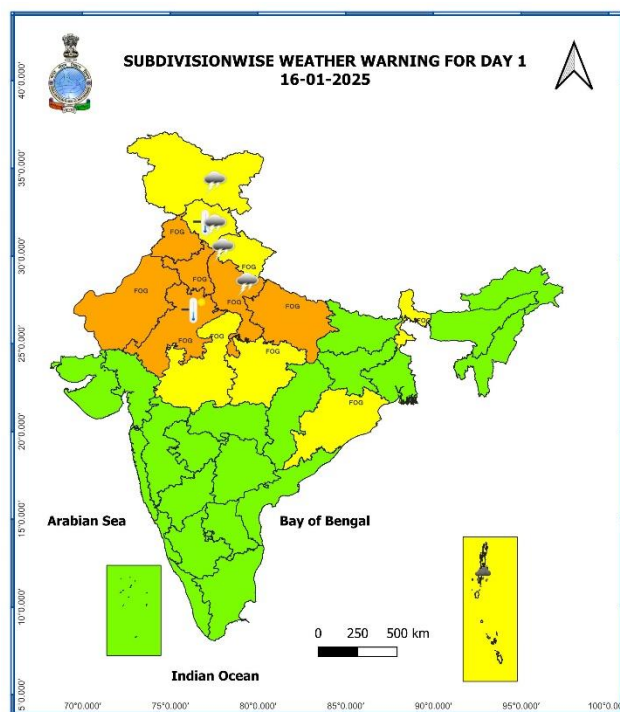 SUBDIVISIONWISE WEATHER WARNING FOR DAY 1
16-01-2025
40°0.000'
35°0.000'
30°0.000'
25°0.000'
20°0.000'
15°0.000'
10°0.000'
5°0.000'
FOG
FOG
FOG
FOG
FOG
FOG
FOG
FOG
FOG
FOG
FOG
Arabian Sea
Bay of Bengal
0 250 500 km
Indian Ocean
70°0.000' 75°0.000' 80°0.000' 85°0.000' 90°0.000' 95°0.000'